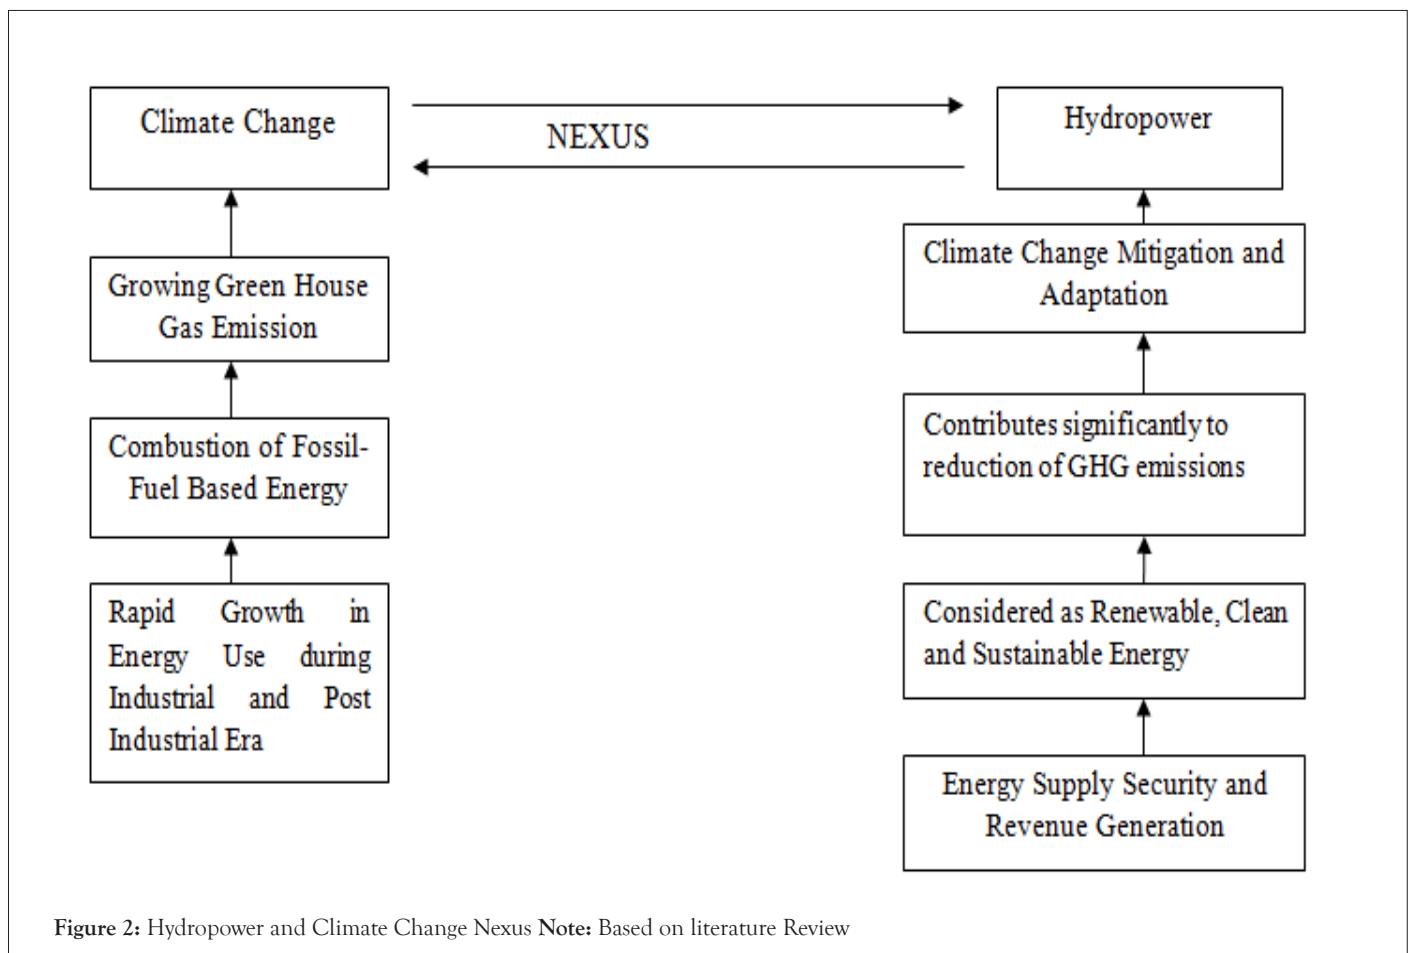 Climate Change
NEXUS
Hydropower
Growing Green House
Gas Emission
Combustion of Fossil-
Fuel Based Energy
Rapid Growth in
Energy Use during
Industrial and Post
Industrial Era
Climate Change Mitigation and
Adaptation
Contributes significantly to
reduction of GHG emissions
Considered as Renewable, Clean
and Sustainable Energy
Energy Supply Security and
Revenue Generation
Figure 2: Hydropower and Climate Change Nexus Note: Based on literature Review